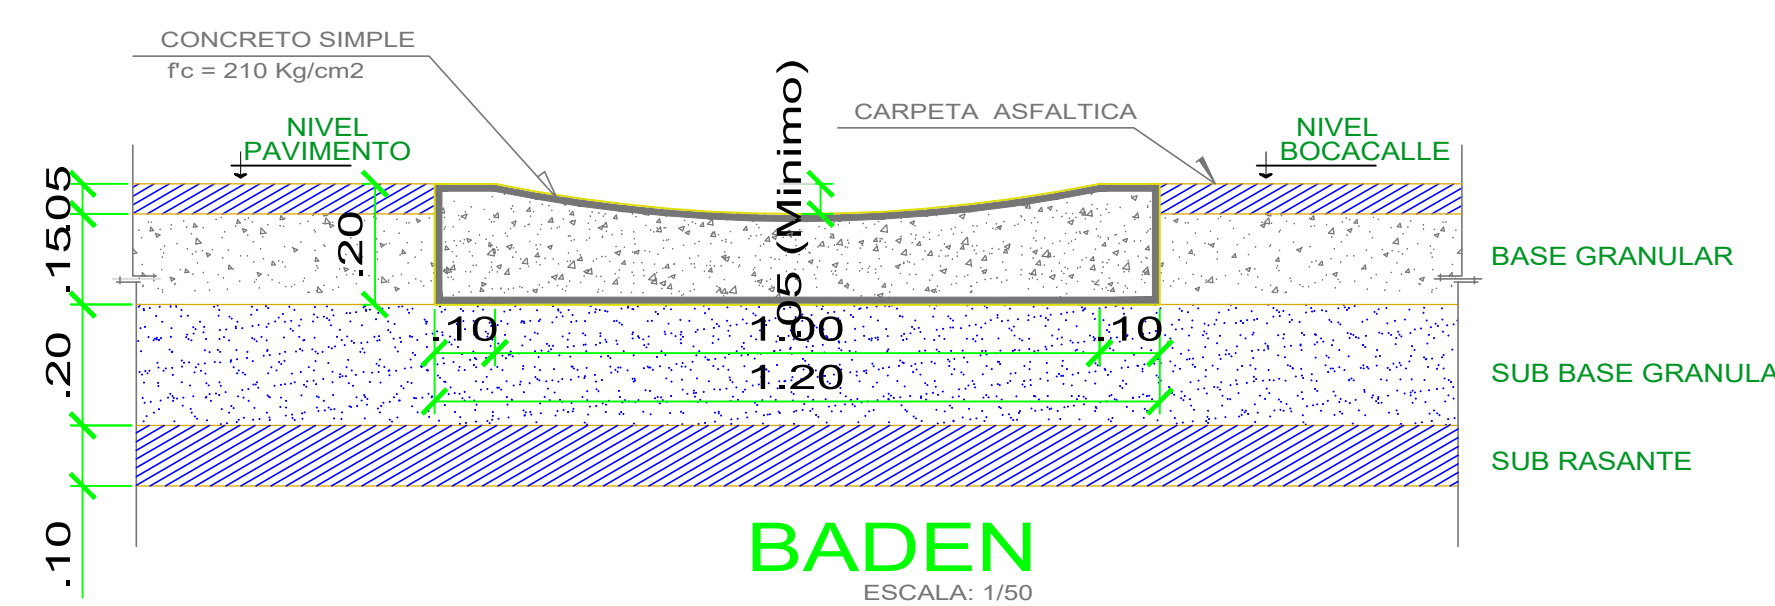 CONCRETO SIMPLE
f'c = 210 Kg/cm2
CARPETA ASFALTICA
NIVEL
PAVIMENTO
NIVEL
BOCACALLE
.05 (Minimo)
.05
.15
.20
.20
.10
BASE GRANULAR
.10 1.00 .10
1.20
SUB BASE GRANULA
SUB RASANTE
BADEN
ESCALA: 1/50